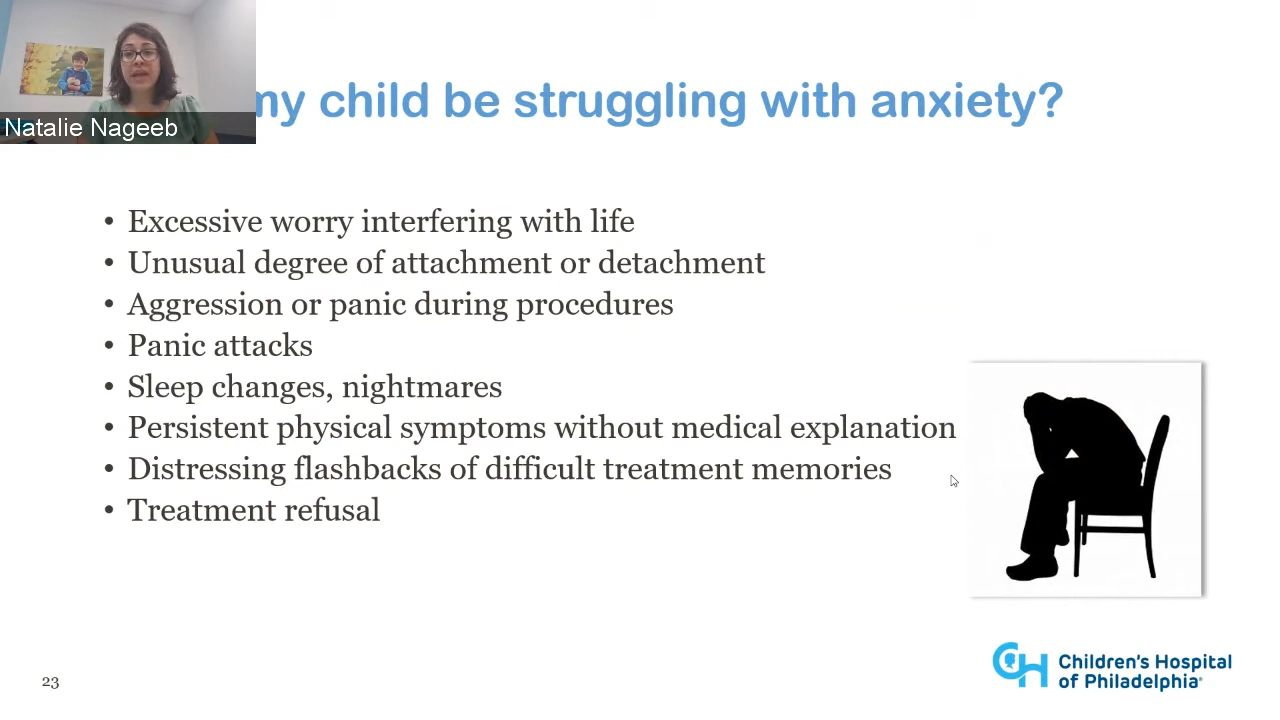 my child be struggling with anxiety?
Natalie Nageeb
• Excessive worry interfering with life
• Unusual degree of attachment or detachment
• Aggression or panic during procedures
• Panic attacks
• Sleep changes, nightmares
• Persistent physical symptoms without medical explanation
• Distressing flashbacks of difficult treatment memories
• Treatment refusal
23
CH Children's Hospital
of Philadelphia